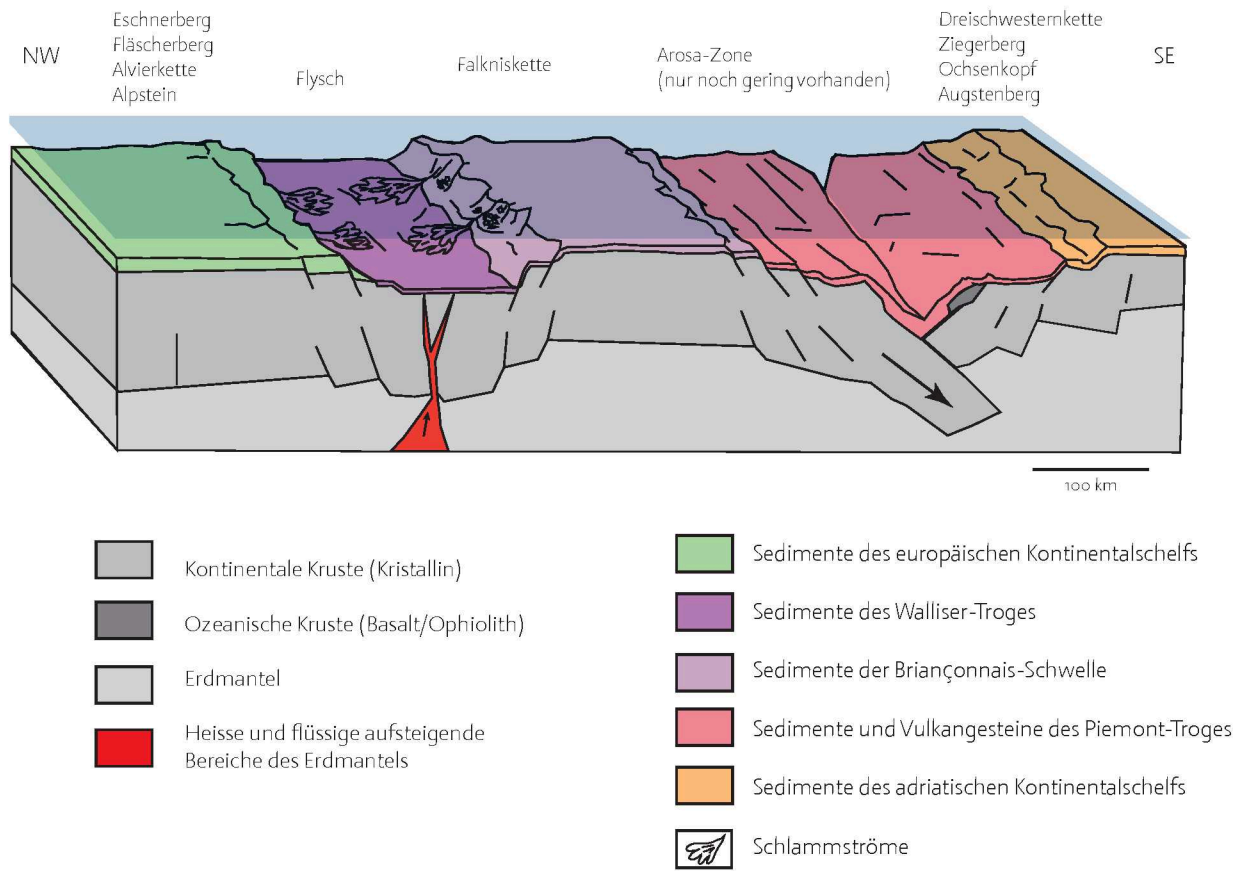 NW
Eschnerberg
Fläscherberg
Alvierkette
Alpstein
Flysch
Falkniskette
Arosa-Zone
(nur noch gering vorhanden)
Dreischwesternkette
Ziegerberg
Ochsenkopf
Augstenberg
SE
100 km
Kontinentale Kruste (Kristallin)
Ozeanische Kruste (Basalt/Ophiolith)
Erdmantel
Heisse und flüssige aufsteigende
Bereiche des Erdmantels
Sedimente des europäischen Kontinentalschelfs
Sedimente des Walliser-Troges
Sedimente der Briançonnais-Schwelle
Sedimente und Vulkangesteine des Piemont-Troges
Sedimente des adriatischen Kontinentalschelfs
Schlammströme